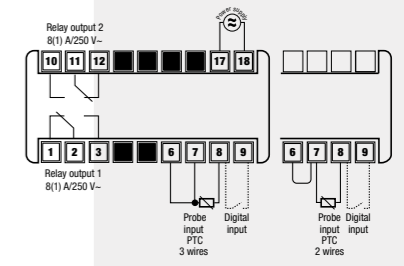 Power supply
Relay output 2
8(1) A/250 V~
10 11 12 17 18
1 2 3 6 7 8 9
6 7 8 9
Relay output 1
8(1) A/250 V~
Probe
input
PTC
3 wires
Digital
input
Probe
input
PTC
2 wires
Digital
input